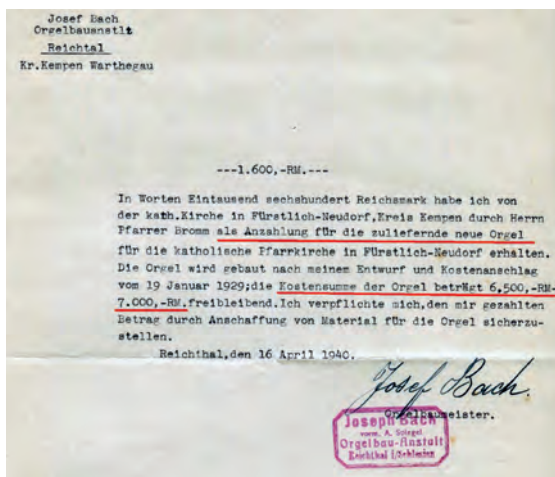 Josef Bach
Orgelbauanstlt
Reichtal
Kr.Kempen Warthegau
---1.600,-RM.---
In Worten Eintausend sechshundert Reichsmark habe ich von
der kath.Kirche in Fürstlich-Neudorf,Kreis Kempen durch Herrn
Pfarrer Bromm als Anzahlung für die zuliefernde neue Orgel
für die katholische Pfarrkirche in Fürstlich-Neudorf erhalten.
Die Orgel wird gebaut nach meinem Entwurf und Kostenanschlag
vom 19 Januar 1929;die Kostensumme der Orgel betrNgt 6,500,-RM-
7.000,-RM.freibleibend.Ich verpflichte mich,den mir gezahlten
Betrag durch Anschaffung von Material für die Orgel sicherzu-
stellen.
Reichthal,den 16 April 1940.
Josef Bach.
Orgelbaumeister.
Joseph Bach
vorm. A. Spiegel
Orgelbau-Anstalt
Reichthal i/Schlesien